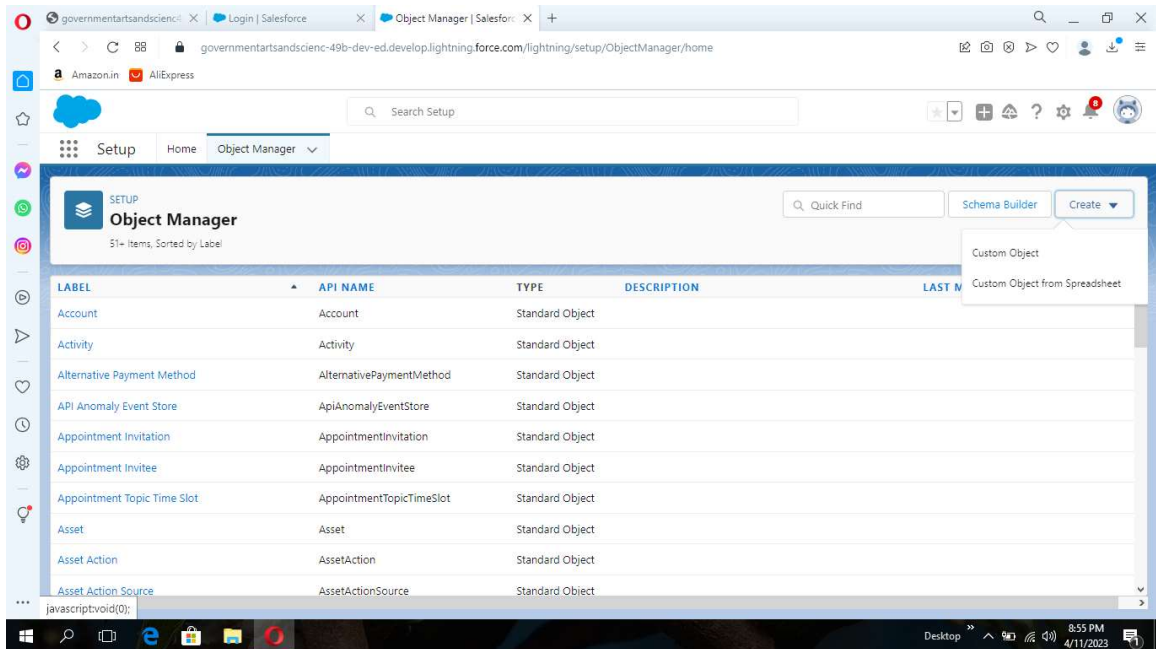 governmentartsandscienc
Login | Salesforce
Object Manager | Salesforc
governmentartsandscienc-49b-dev-ed.develop.lightning.force.com/lightning/setup/ObjectManager/home
Amazon.in
AliExpress
Search Setup
8
Setup
Home
Object Manager
SETUP
Object Manager
51+ Items, Sorted by Label
Quick Find
Schema Builder
Create
Custom Object
Custom Object from Spreadsheet
LABEL API NAME TYPE DESCRIPTION LAST M
Account Account Standard Object
Activity Activity Standard Object
Alternative Payment Method AlternativePaymentMethod Standard Object
API Anomaly Event Store ApiAnomalyEventStore Standard Object
Appointment Invitation AppointmentInvitation Standard Object
Appointment Invitee AppointmentInvitee Standard Object
Appointment Topic Time Slot AppointmentTopicTimeSlot Standard Object
Asset Asset Standard Object
Asset Action AssetAction Standard Object
Asset Action Source AssetActionSource Standard Object
javascript:void(0);
Desktop
8:55 PM
4/11/2023